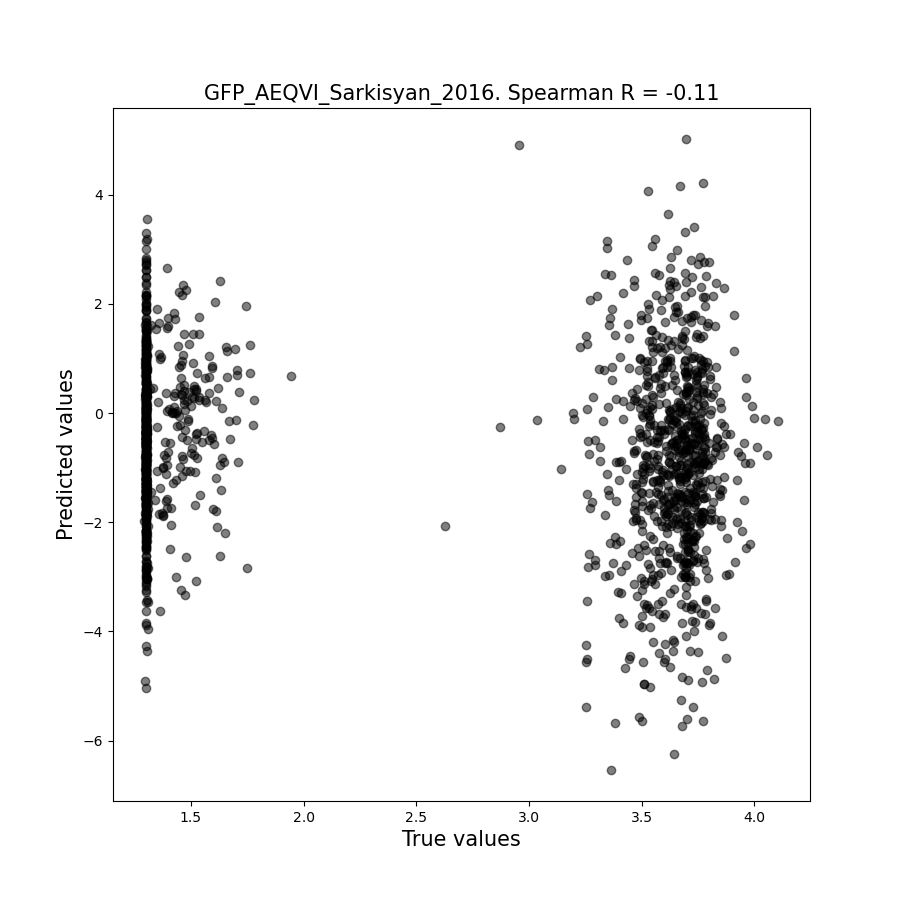 GFP_AEQVI_Sarkisyan_2016. Spearman R = -0.11
4
2
0
−2
−4
−6
Predicted values
1.5 2.0 2.5 3.0 3.5 4.0
True values